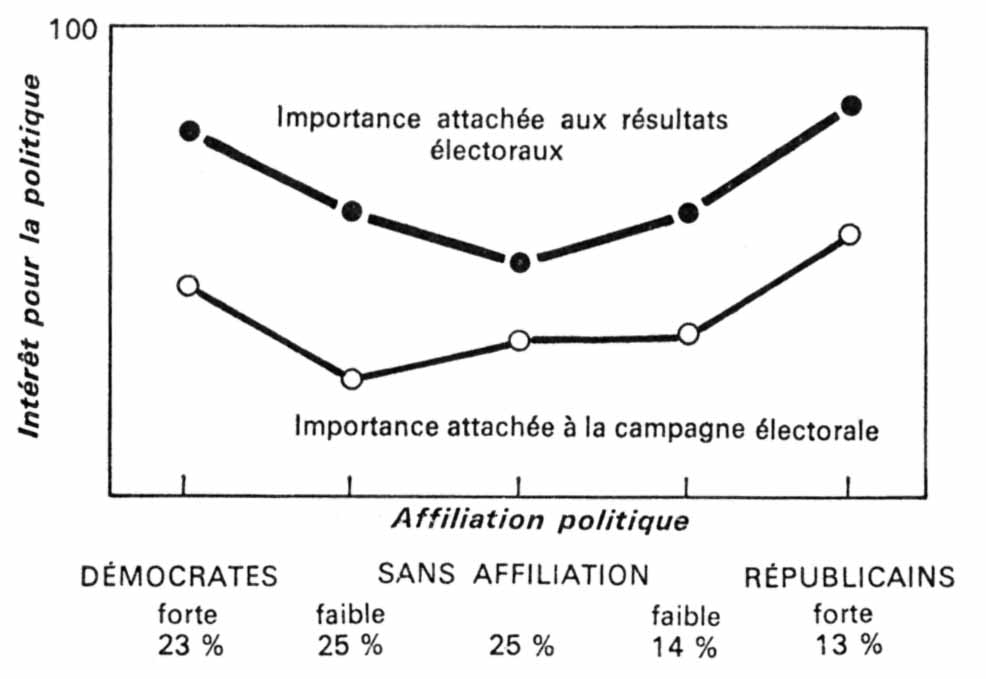 100
Intérêt pour la politique
Importance attachée aux résultats
électoraux
Importance attachée à la campagne électorale
Affiliation politique
DÉMOCRATES SANS AFFILIATION RÉPUBLICAINS
forte faible faible forte
23 % 25 % 25 % 14 % 13 %